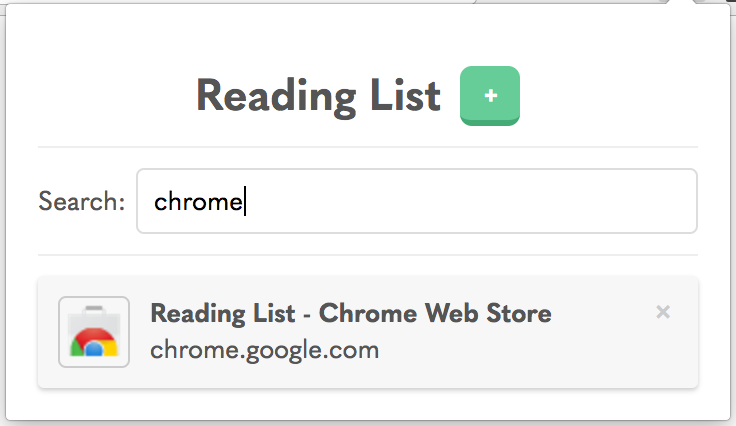 Reading List +
Search: chrome
Reading List - Chrome Web Store ×
chrome.google.com